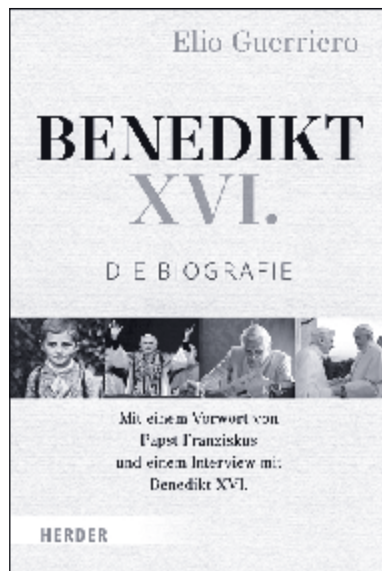 Elio Guerriero
BENEDIKT
XVI.
DIE BIOGRAFIE
Mit einem Vorwort von
Papst Franziskus
und einem Interview mit
Benedikt XVI.
HERDER